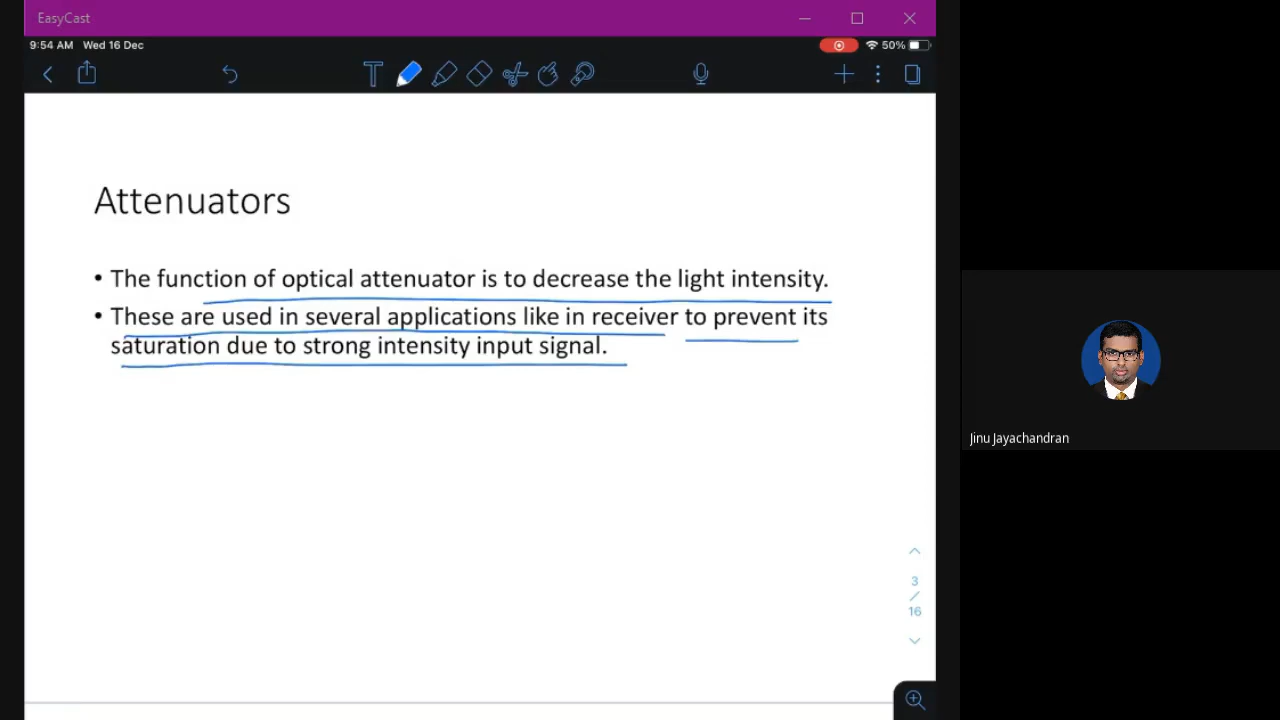 EasyCast
9:54 AM Wed 16 Dec
50%
Attenuators
• The function of optical attenuator is to decrease the light intensity.
• These are used in several applications like in receiver to prevent its
saturation due to strong intensity input signal.
Jinu Jayachandran
3
/
16